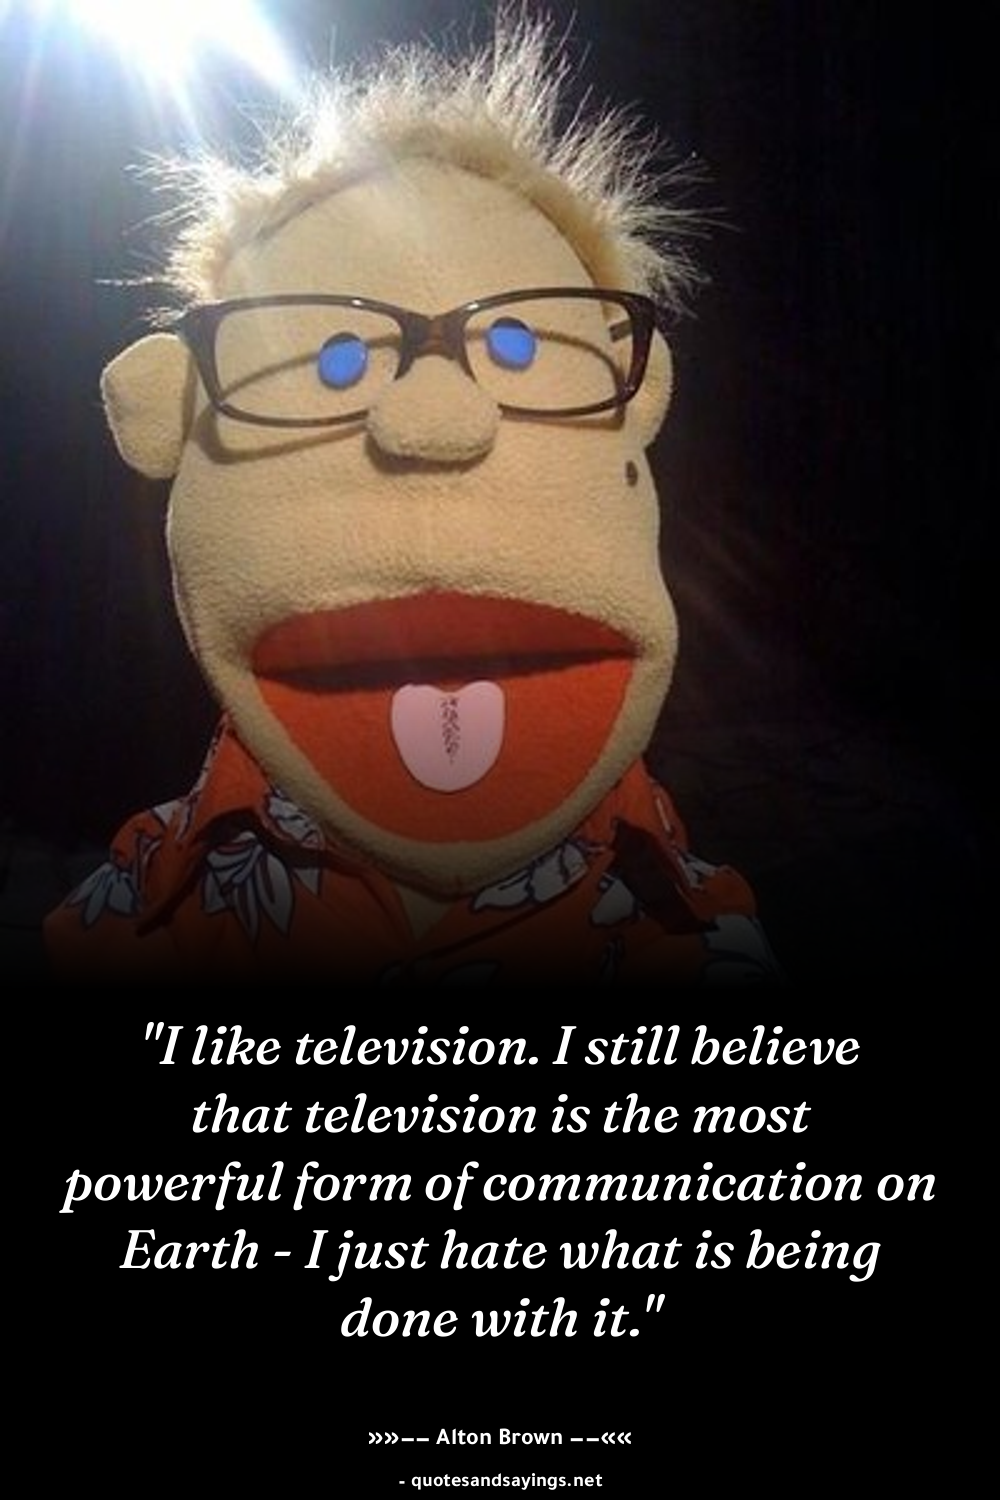 "I like television. I still believe
that television is the most
powerful form of communication on
Earth - I just hate what is being
done with it."
»»−− Alton Brown −−««
- quotesandsayings.net